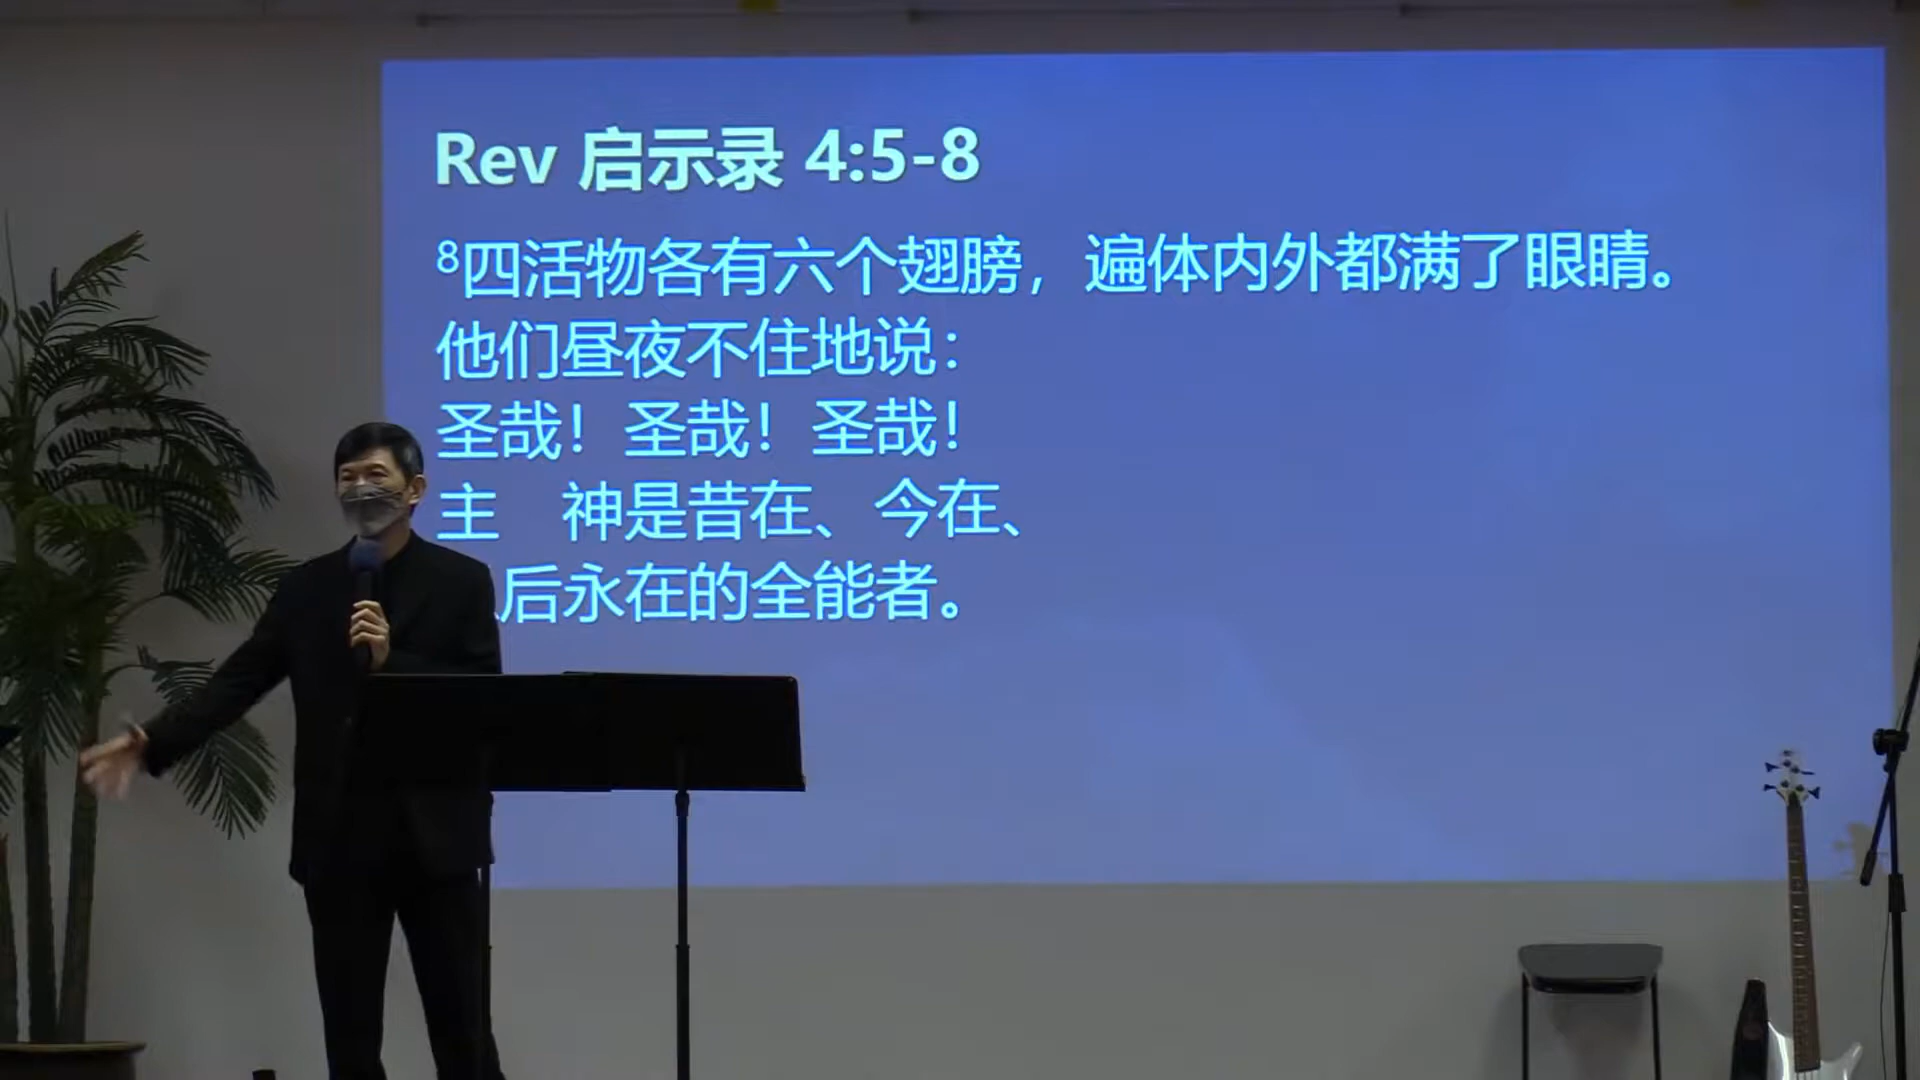 Rev 启示录 4:5-8
⁸四活物各有六个翅膀，遍体内外都满了眼睛。
他们昼夜不住地说：
圣哉！圣哉！圣哉！
主　神是昔在、今在、
后永在的全能者。